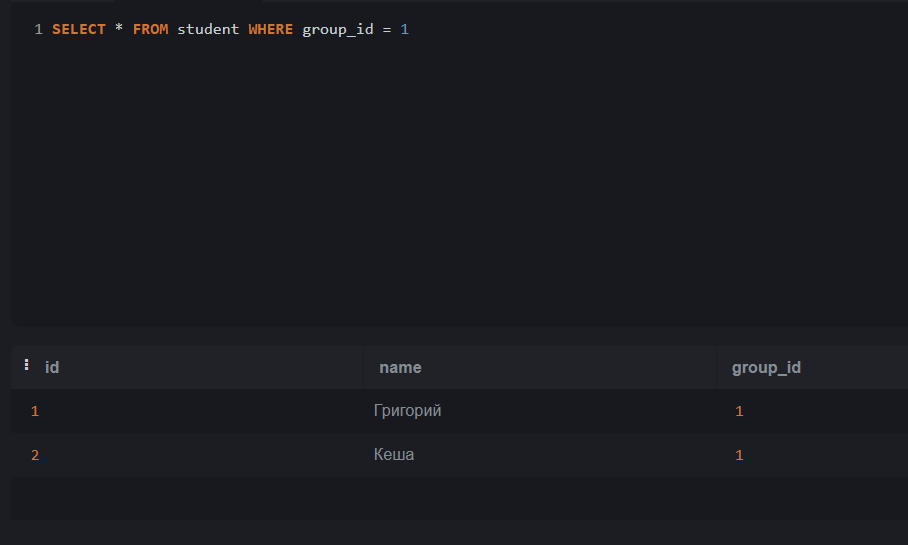 1 SELECT * FROM student WHERE group_id = 1
id name group_id
1 Григорий 1
2 Кеша 1